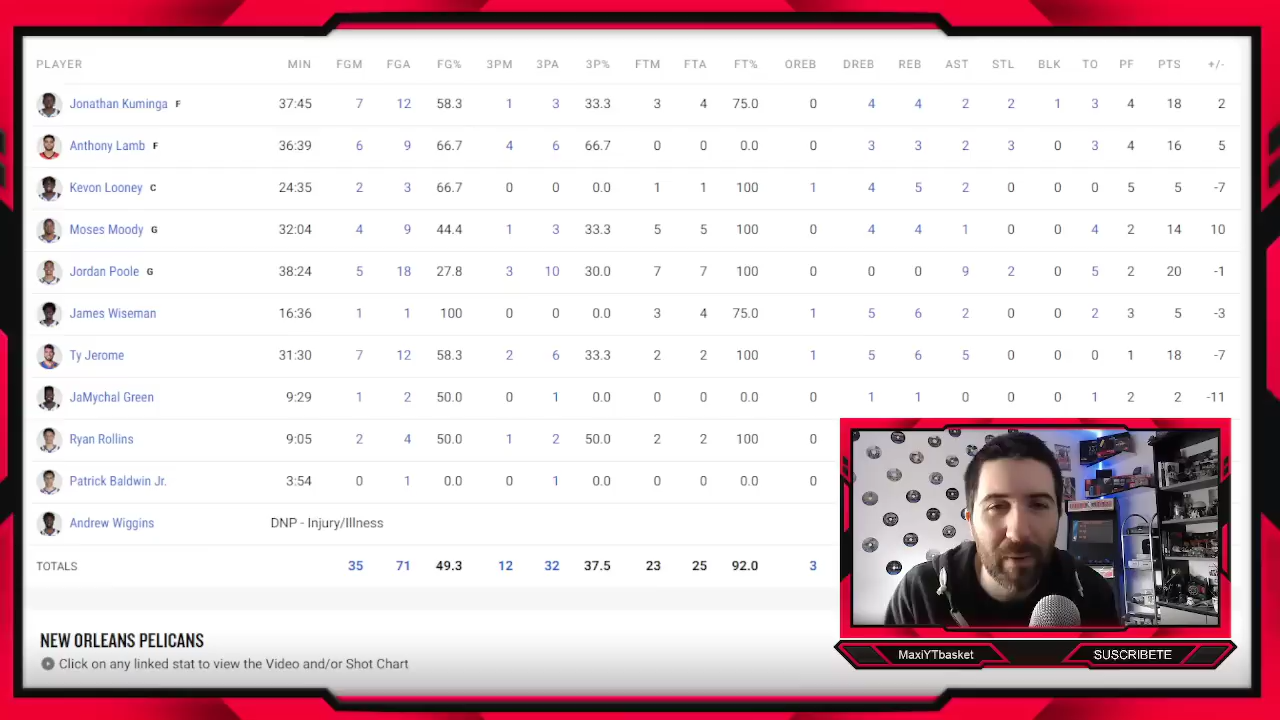 PLAYER MIN FGM FGA FG% 3PM 3PA 3P% FTM FTA FT% OREB DREB REB AST STL BLK TO PF PTS +/-
Jonathan Kuminga F 37:45 7 12 58.3 1 3 33.3 3 4 75.0 0 4 4 2 2 1 3 4 18 2
Anthony Lamb F 36:39 6 9 66.7 4 6 66.7 0 0 0.0 0 3 3 2 3 0 3 4 16 5
Kevon Looney C 24:35 2 3 66.7 0 0 0.0 1 1 100 1 4 5 2 0 0 0 5 5 -7
Moses Moody G 32:04 4 9 44.4 1 3 33.3 5 5 100 0 4 4 1 0 0 4 2 14 10
Jordan Poole G 38:24 5 18 27.8 3 10 30.0 7 7 100 0 0 0 9 2 0 5 2 20 -1
James Wiseman 16:36 1 1 100 0 0 0.0 3 4 75.0 1 5 6 2 0 0 2 3 5 -3
Ty Jerome 31:30 7 12 58.3 2 6 33.3 2 2 100 1 5 6 5 0 0 0 1 18 -7
JaMychal Green 9:29 1 2 50.0 0 1 0.0 0 0 0.0 0 1 1 0 0 0 1 2 2 -11
Ryan Rollins 9:05 2 4 50.0 1 2 50.0 2 2 100 0
Patrick Baldwin Jr. 3:54 0 1 0.0 0 1 0.0 0 0 0.0 0
Andrew Wiggins DNP - Injury/Illness
TOTALS 35 71 49.3 12 32 37.5 23 25 92.0 3
NEW ORLEANS PELICANS
Click on any linked stat to view the Video and/or Shot Chart
MaxiYTbasket
SUSCRIBETE